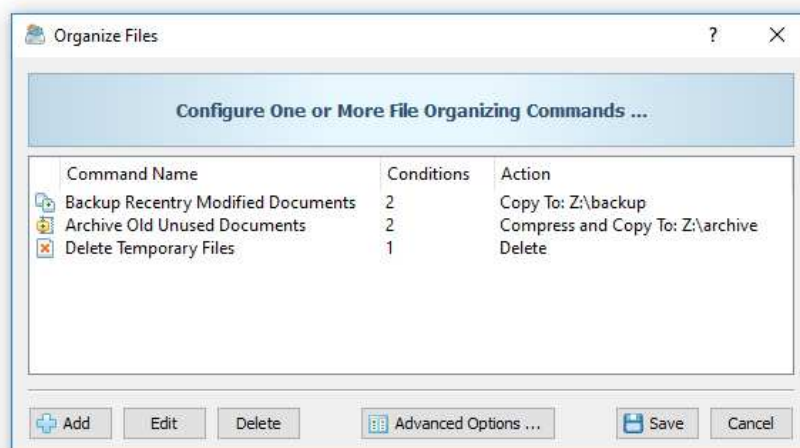 Organize Files ?
Configure One or More File Organizing Commands ...
Command Name Conditions Action
Backup Recentry Modified Documents 2 Copy To: Z:\backup
Archive Old Unused Documents 2 Compress and Copy To: Z:\archive
Delete Temporary Files 1 Delete
Add Edit Delete Advanced Options ... Save Cancel